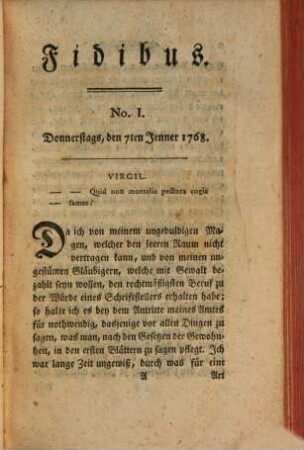 Fidibus.
No. I.
Donnerstags, den 7ten Jenner 1768.
VIRGIL.
— — Quid non mortalia pectora cogis
— fames!
Da ich von meinem ungeduldigen Ma-
gen, welcher den leeren Raum nicht
vertragen kann, und von meinen un-
gestümen Gläubigern, welche mit Gewalt be-
zahlt seyn wollen, den rechtmäßigsten Beruf zu
der Würde eines Schriftstellers erhalten habe;
so halte ich es bey dem Antritte meines Amtes
für nothwendig, dasjenige vor allen Dingen zu
sagen, was man, nach den Gesetzen der Gewohn-
heit, in den ersten Blättern zu sagen pflegt. Ich
war lange Zeit ungewiß, durch was für eine
A Art